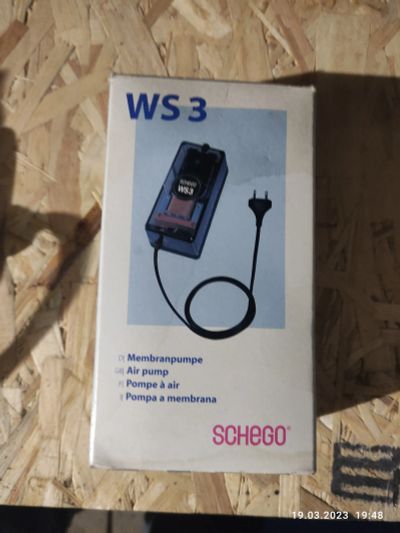 WS 3
SCHEGO
WS3
D Membranpumpe
GB Air pump
F Pompe à air
I Pompa a membrana
SCHEGO®
19.03.2023 19:48